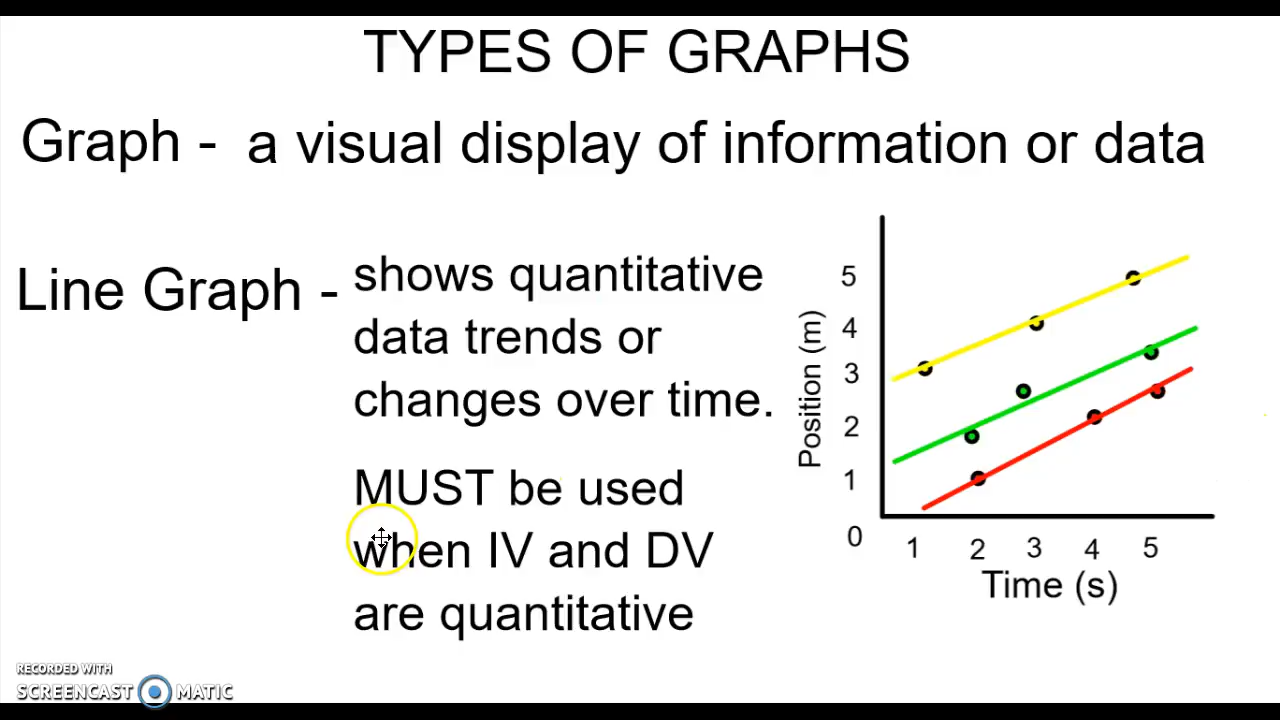 TYPES OF GRAPHS
Graph - a visual display of information or data
Line Graph - shows quantitative
data trends or
changes over time.
MUST be used
when IV and DV
are quantitative
Position (m)
5
4
3
2
1
0
1 2 3 4 5
Time (s)
RECORDED WITH
SCREENCAST MATIC